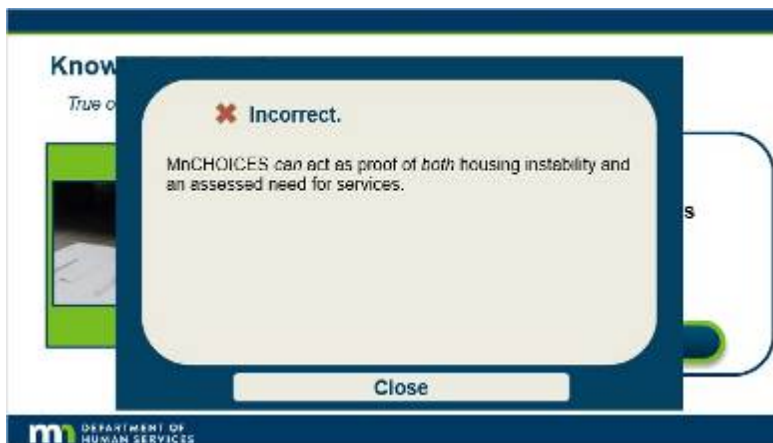 Know
True o
Incorrect.
MnCHOICES can act as proof of both housing instability and
an assessed need for services.
s
Close
DEPARTMENT OF
HUMAN SERVICES